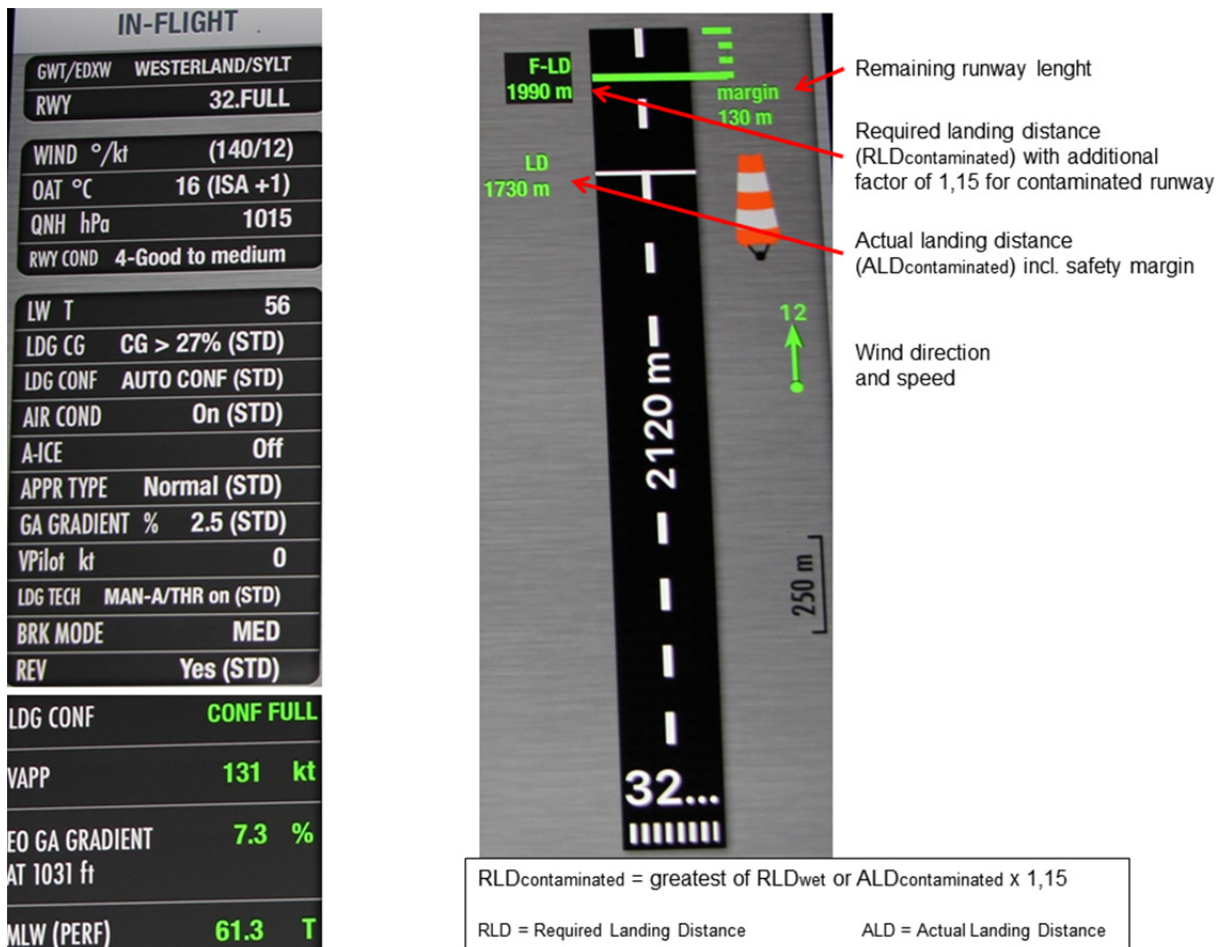 IN-FLIGHT
GWT/EDXW WESTERLAND/SYLT
RWY 32.FULL
WIND °/kt (140/12)
OAT °C 16 (ISA +1)
QNH hPa 1015
RWY COND 4-Good to medium
LW T 56
LDG CG CG > 27% (STD)
LDG CONF AUTO CONF (STD)
AIR COND On (STD)
A-ICE Off
APPR TYPE Normal (STD)
GA GRADIENT % 2.5 (STD)
VPilot kt 0
LDG TECH MAN-A/THR on (STD)
BRK MODE MED
REV Yes (STD)
LDG CONF CONF FULL
VAPP 131 kt
EO GA GRADIENT 7.3 %
AT 1031 ft
MLW (PERF) 61.3 T
F-LD
1990 m
margin
130 m
LD
1730 m
12
2120 m
250 m
32...
Remaining runway lenght
Required landing distance
(RLDcontaminated) with additional
factor of 1,15 for contaminated runway
Actual landing distance
(ALDcontaminated) incl. safety margin
Wind direction
and speed
RLDcontaminated = greatest of RLDwet or ALDcontaminated x 1,15
RLD = Required Landing Distance ALD = Actual Landing Distance